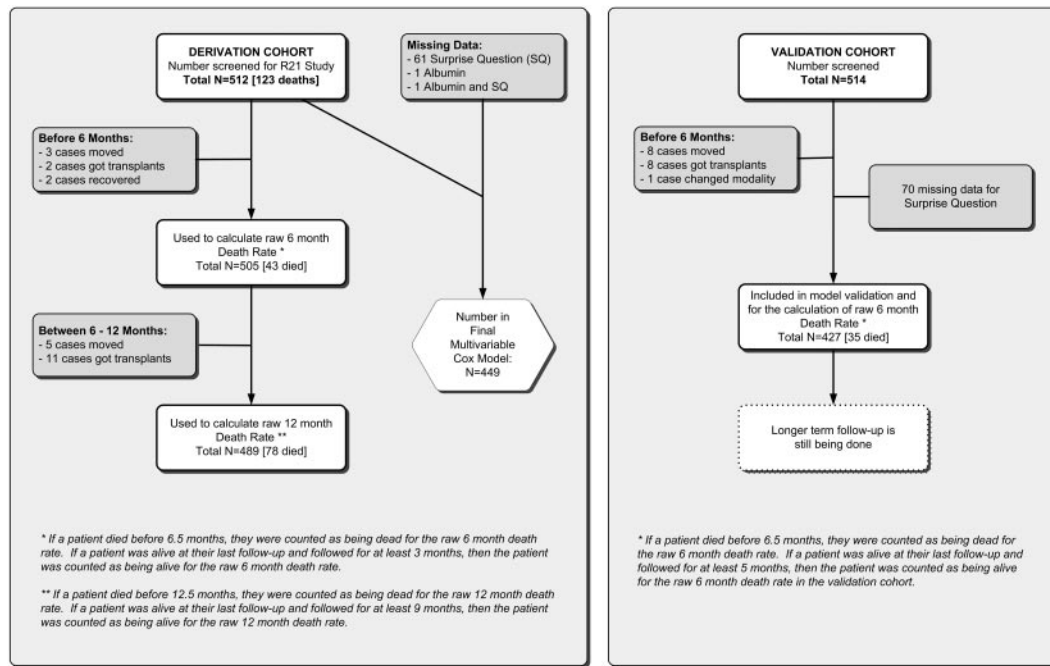 DERIVATION COHORT
Number screened for R21 Study
Total N=512 [123 deaths]
Missing Data:
- 61 Surprise Question (SQ)
- 1 Albumin
- 1 Albumin and SQ
Before 6 Months:
- 3 cases moved
- 2 cases got transplants
- 2 cases recovered
Used to calculate raw 6 month
Death Rate *
Total N=505 [43 died]
Between 6 - 12 Months:
- 5 cases moved
- 11 cases got transplants
Number in
Final
Multivariable
Cox Model:
N=449
Used to calculate raw 12 month
Death Rate **
Total N=489 [78 died]
* If a patient died before 6.5 months, they were counted as being dead for the raw 6 month death
rate. If a patient was alive at their last follow-up and followed for at least 3 months, then the patient
was counted as being alive for the raw 6 month death rate.
** If a patient died before 12.5 months, they were counted as being dead for the raw 12 month death
rate. If a patient was alive at their last follow-up and followed for at least 9 months, then the patient
was counted as being alive for the raw 12 month death rate.
VALIDATION COHORT
Number screened
Total N=514
Before 6 Months:
- 8 cases moved
- 8 cases got transplants
- 1 case changed modality
70 missing data for
Surprise Question
Included in model validation and
for the calculation of raw 6 month
Death Rate *
Total N=427 [35 died]
Longer term follow-up is
still being done
* If a patient died before 6.5 months, they were counted as being dead for
the raw 6 month death rate. If a patient was alive at their last follow-up and
followed for at least 5 months, then the patient was counted as being alive
for the raw 6 month death rate in the validation cohort.